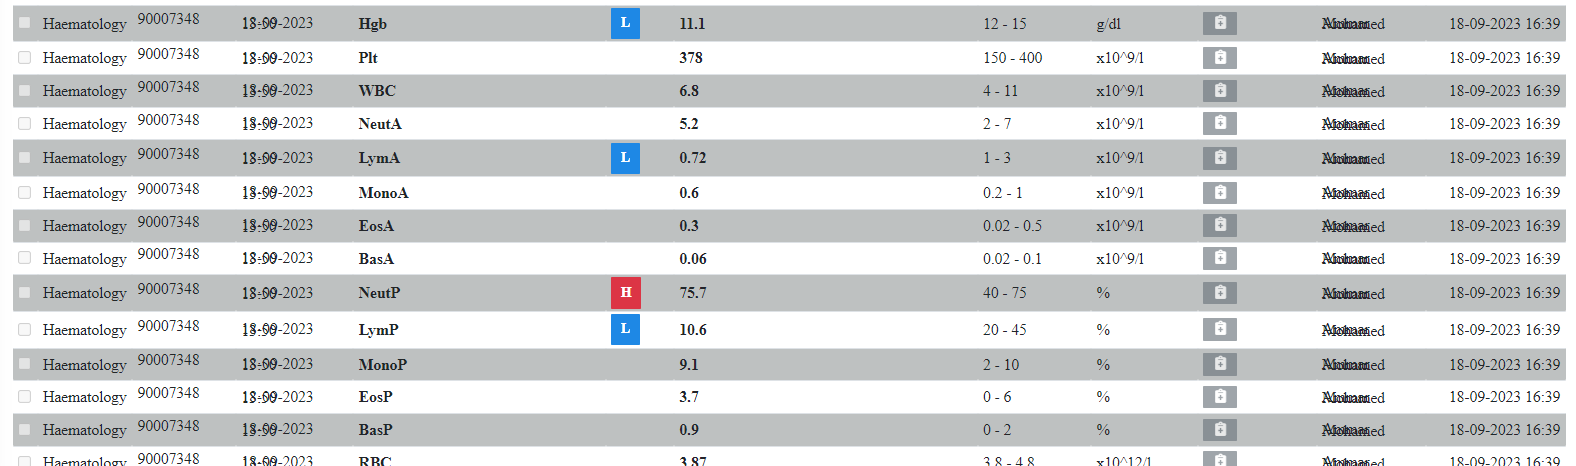 Haematology 90007348 18-09-2023 Hgb L 11.1 12 - 15 g/dl Mohamed 18-09-2023 16:39
Haematology 90007348 18-09-2023 Plt 378 150 - 400 x10^9/l Mohamed 18-09-2023 16:39
Haematology 90007348 18-09-2023 WBC 6.8 4 - 11 x10^9/l Mohamed 18-09-2023 16:39
Haematology 90007348 18-09-2023 NeutA 5.2 2 - 7 x10^9/l Mohamed 18-09-2023 16:39
Haematology 90007348 18-09-2023 LymA L 0.72 1 - 3 x10^9/l Mohamed 18-09-2023 16:39
Haematology 90007348 18-09-2023 MonoA 0.6 0.2 - 1 x10^9/l Mohamed 18-09-2023 16:39
Haematology 90007348 18-09-2023 EosA 0.3 0.02 - 0.5 x10^9/l Mohamed 18-09-2023 16:39
Haematology 90007348 18-09-2023 BasA 0.06 0.02 - 0.1 x10^9/l Mohamed 18-09-2023 16:39
Haematology 90007348 18-09-2023 NeutP H 75.7 40 - 75 % Mohamed 18-09-2023 16:39
Haematology 90007348 18-09-2023 LymP L 10.6 20 - 45 % Mohamed 18-09-2023 16:39
Haematology 90007348 18-09-2023 MonoP 9.1 2 - 10 % Mohamed 18-09-2023 16:39
Haematology 90007348 18-09-2023 EosP 3.7 0 - 6 % Mohamed 18-09-2023 16:39
Haematology 90007348 18-09-2023 BasP 0.9 0 - 2 % Mohamed 18-09-2023 16:39
Haematology 90007348 18-09-2023 RBC 3.87 3.8 - 4.8 x10^12/l Mohamed 18-09-2023 16:39